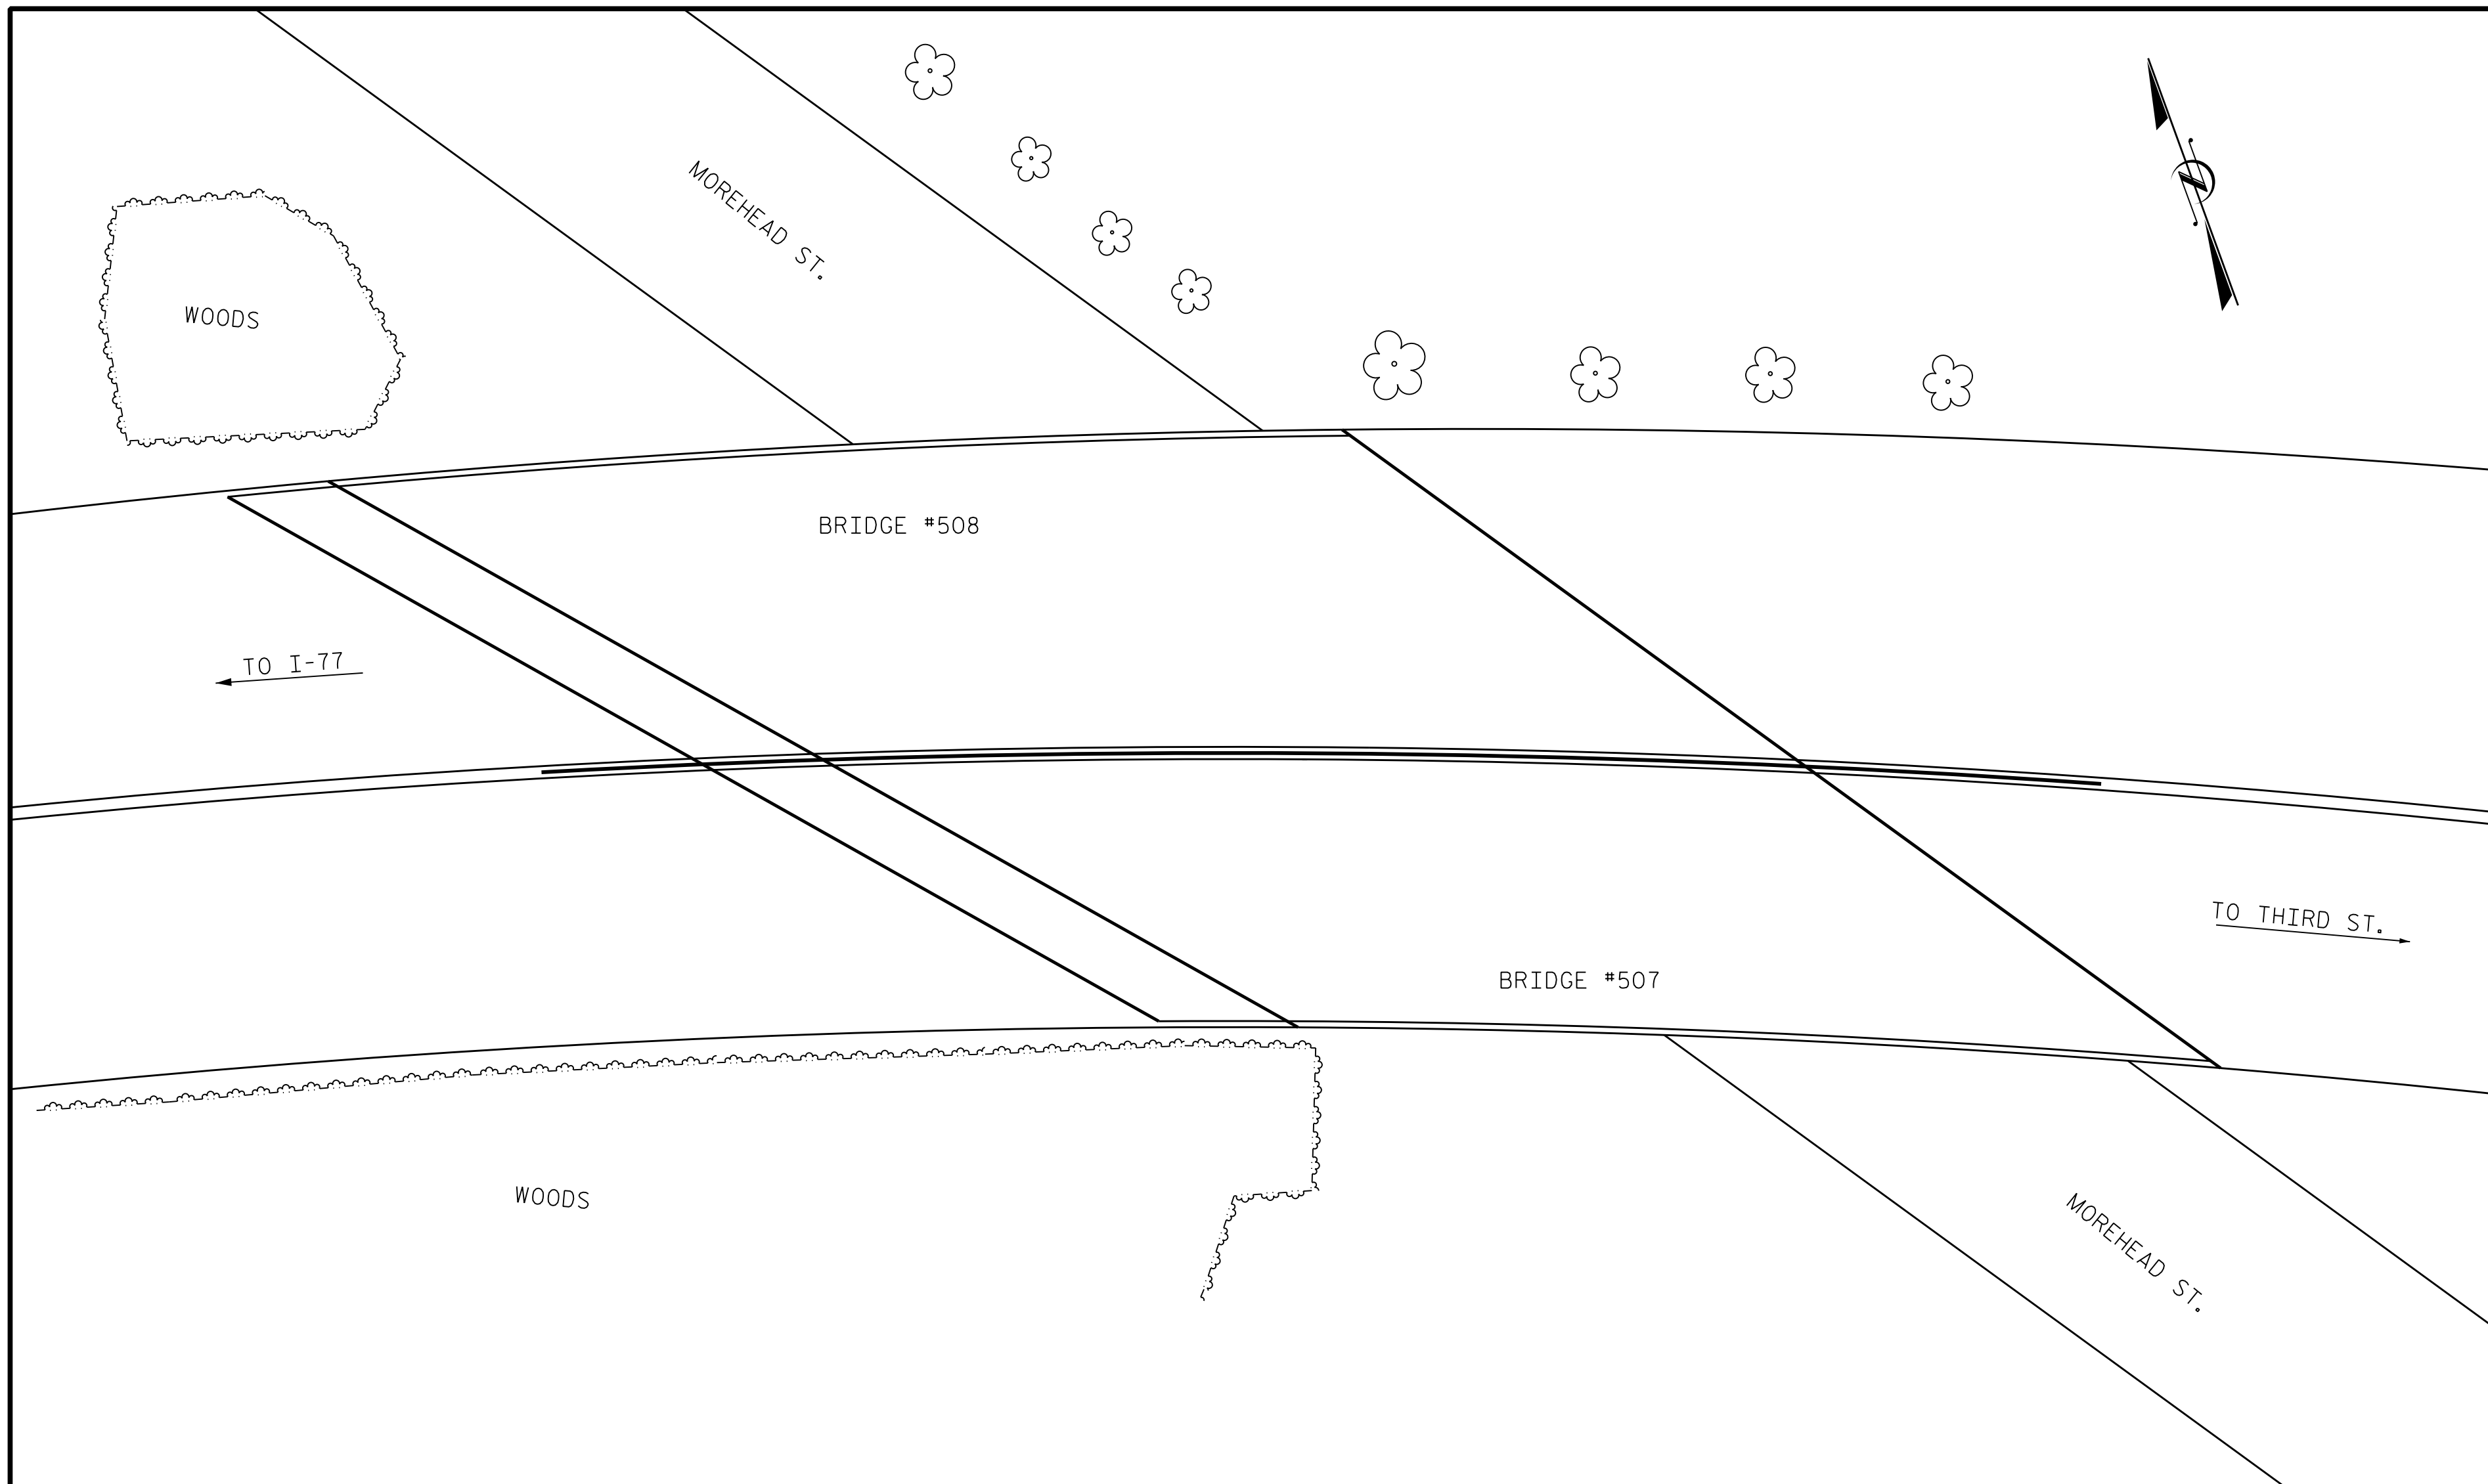 MOREHEAD ST.
WOODS
BRIDGE #508
TO I-77
TO THIRD ST.
BRIDGE #507
WOODS
MOREHEAD ST.